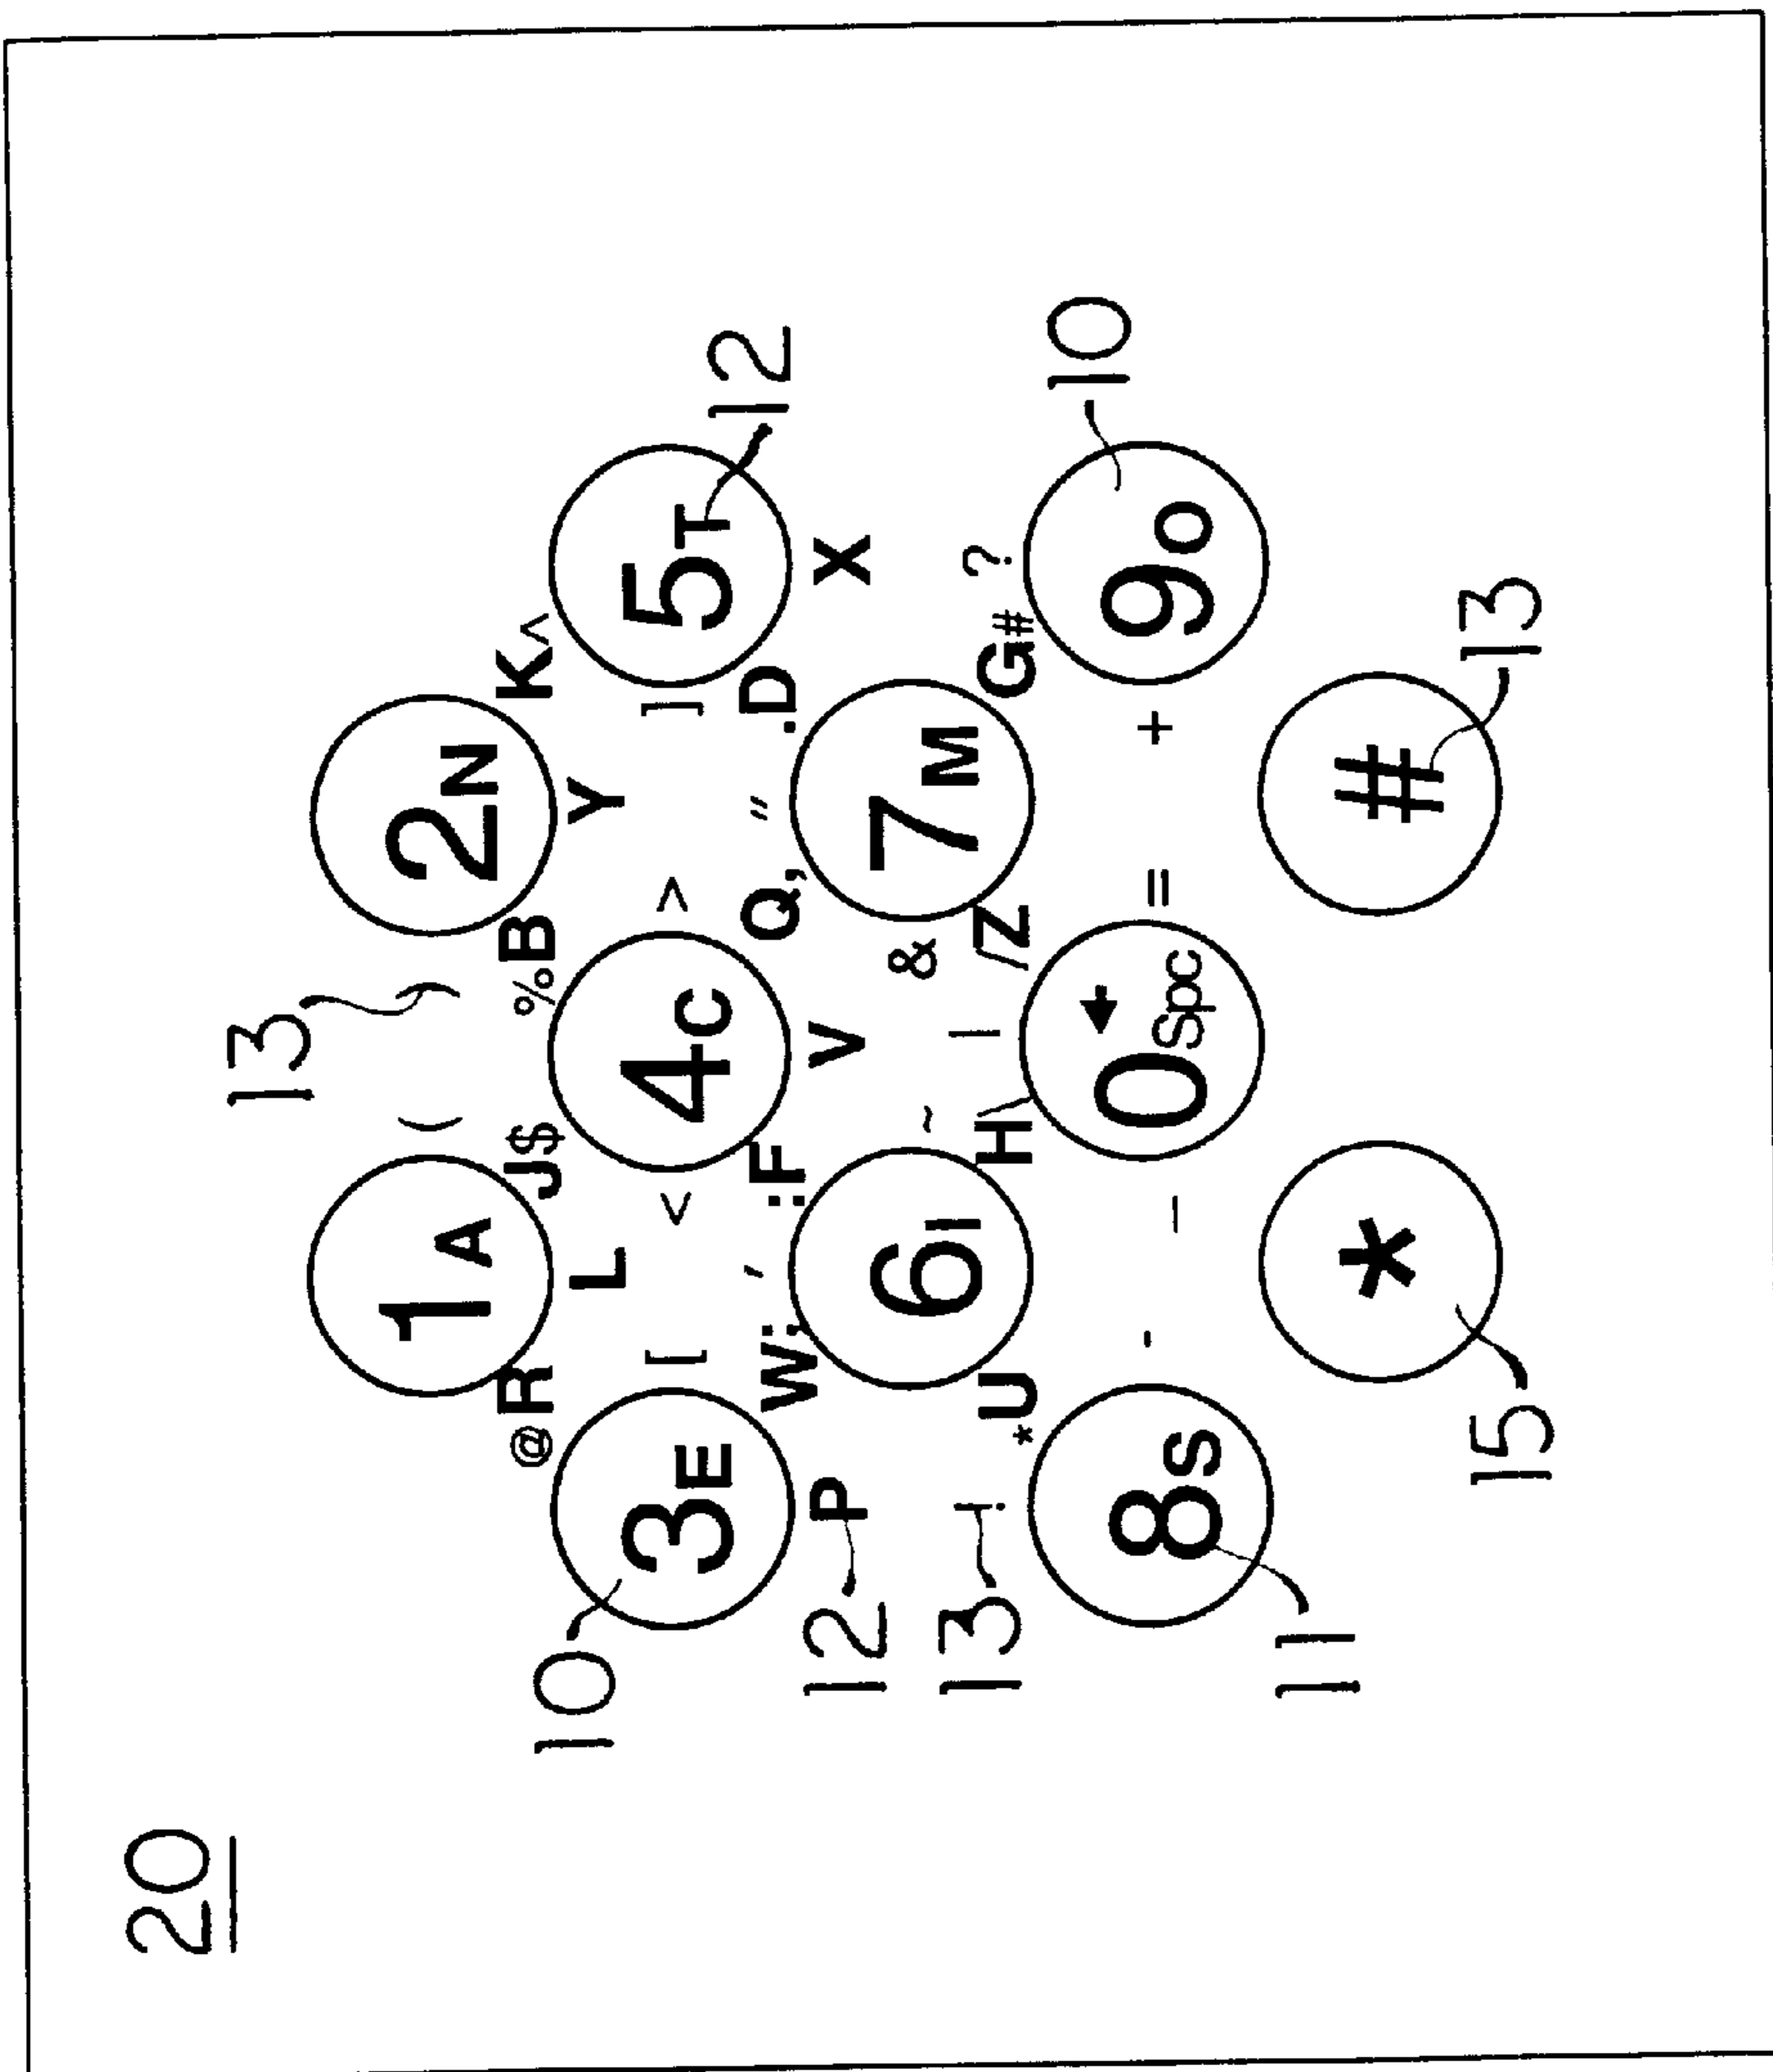 20
13
1A ( ) 2N
@R J$ %B K^
10 L Y
3E [ < 4C > ] 5T 12
W; ' :F Q, " .D
12 P V X
6I ~ & 7M
13 ! | ?
*U H\ /Z G#
10
8S - _ 0Spc ← = + 9O
11
* #
15 13